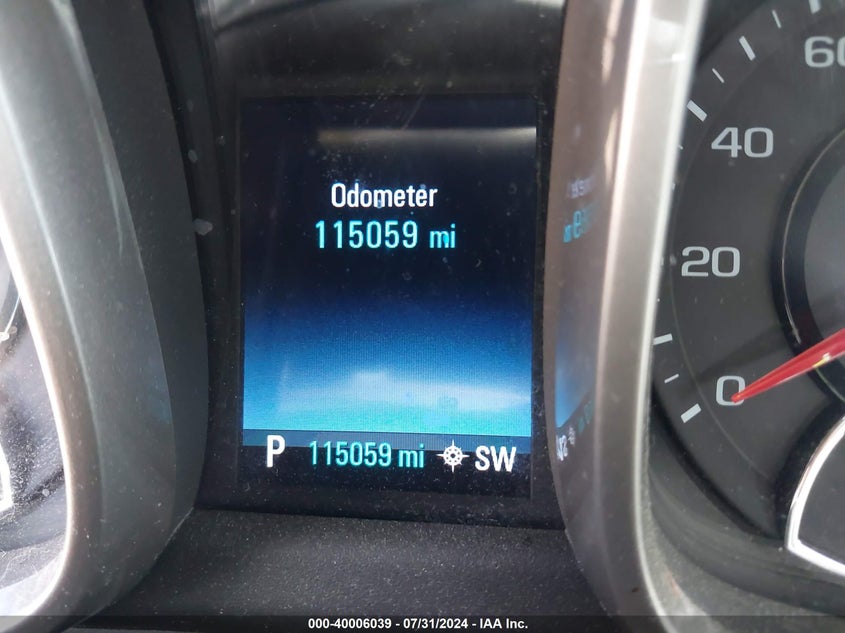 Odometer
115059 mi
P 115059 mi SW
60
40
20
0
000-40006039 - 07/31/2024 - IAA Inc.